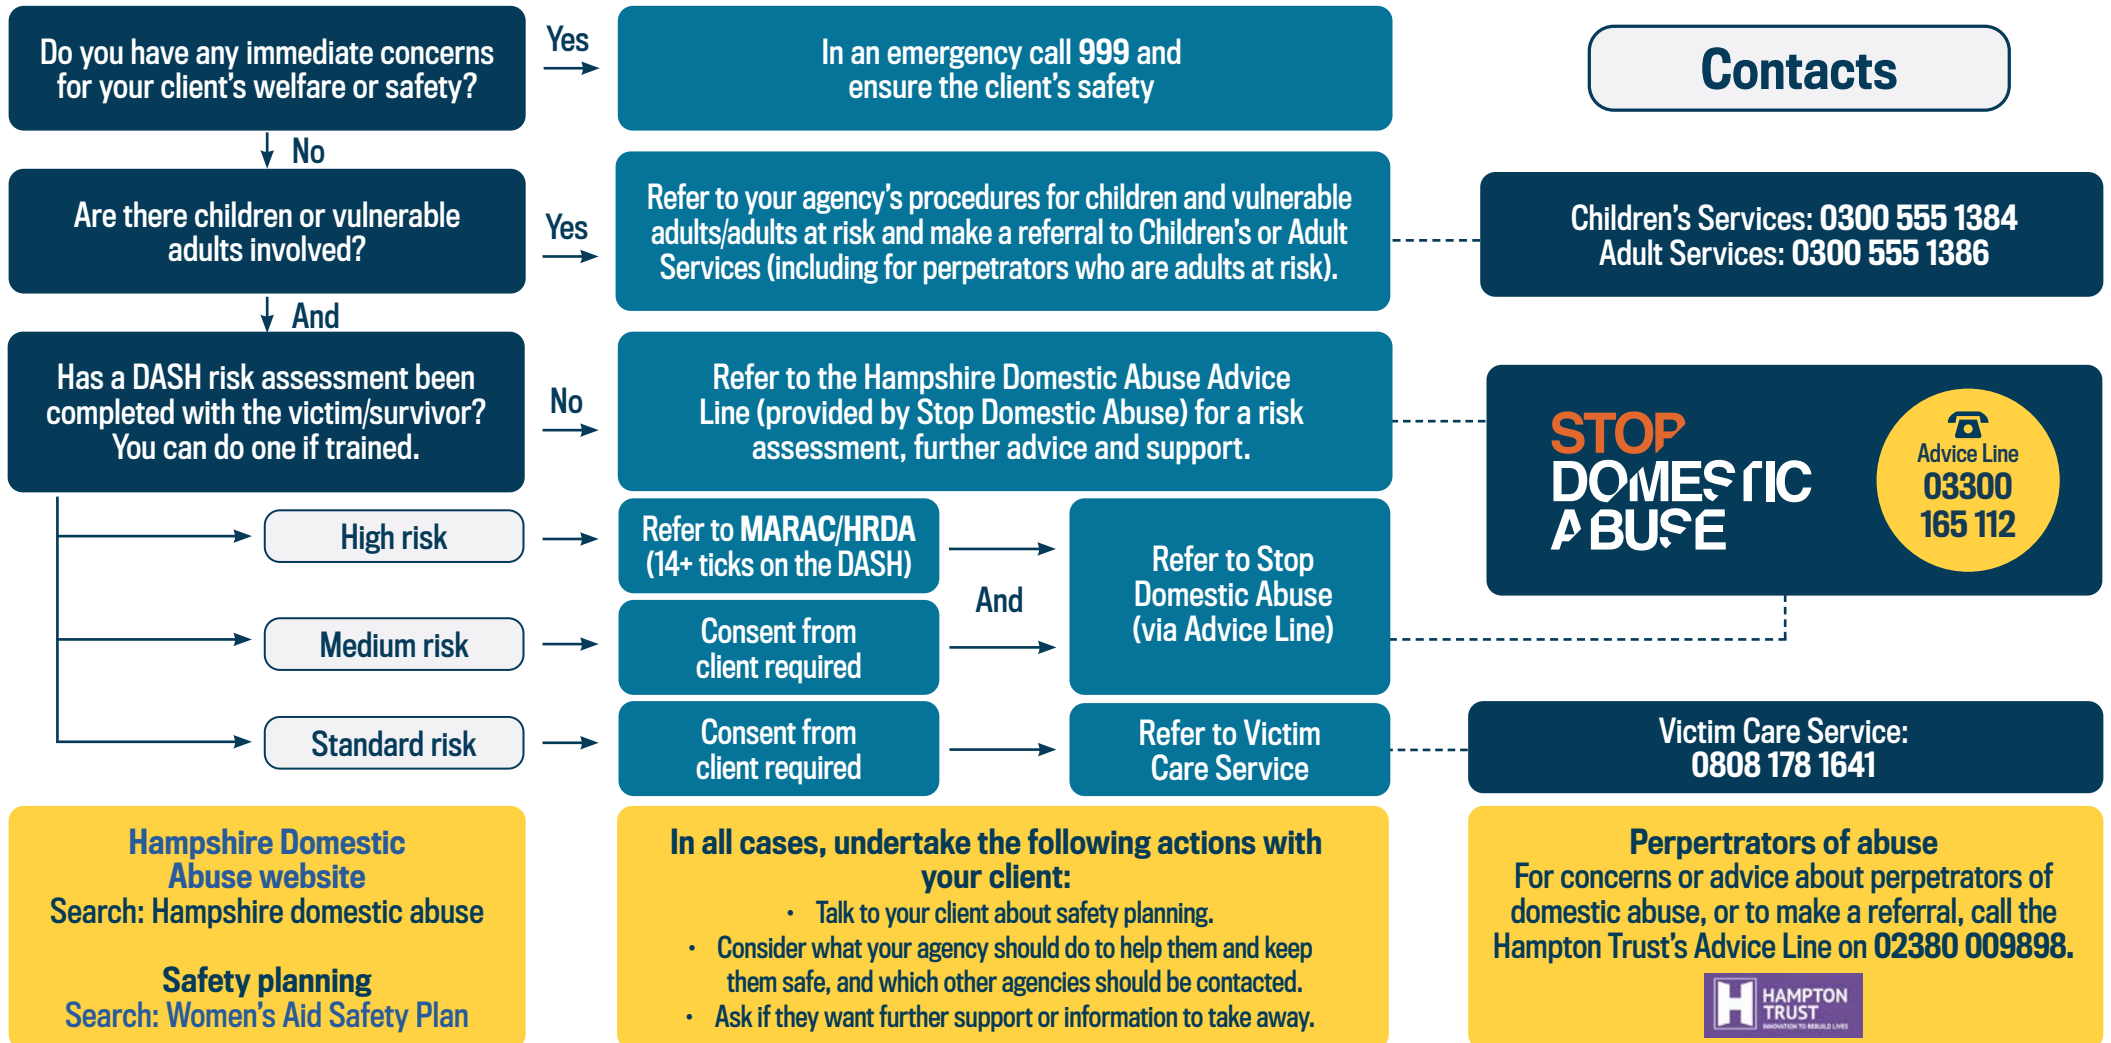 Do you have any immediate concerns
for your client's welfare or safety?
Yes
In an emergency call 999 and
ensure the client's safety
Contacts
No
Are there children or vulnerable
adults involved?
Yes
Refer to your agency's procedures for children and vulnerable
adults/adults at risk and make a referral to Children's or Adult
Services (including for perpetrators who are adults at risk).
Children's Services: 0300 555 1384
Adult Services: 0300 555 1386
And
Has a DASH risk assessment been
completed with the victim/survivor?
You can do one if trained.
No
Refer to the Hampshire Domestic Abuse Advice
Line (provided by Stop Domestic Abuse) for a risk
assessment, further advice and support.
STOP
DOMESTIC
ABUSE
Advice Line
03300
165 112
High risk
Refer to MARAC/HRDA
(14+ ticks on the DASH)
And
Refer to Stop
Domestic Abuse
(via Advice Line)
Medium risk
Consent from
client required
Standard risk
Consent from
client required
Refer to Victim
Care Service
Victim Care Service:
0808 178 1641
Hampshire Domestic
Abuse website
Search: Hampshire domestic abuse
Safety planning
Search: Women's Aid Safety Plan
In all cases, undertake the following actions with
your client:
• Talk to your client about safety planning.
• Consider what your agency should do to help them and keep
them safe, and which other agencies should be contacted.
• Ask if they want further support or information to take away.
Perpertrators of abuse
For concerns or advice about perpetrators of
domestic abuse, or to make a referral, call the
Hampton Trust's Advice Line on 02380 009898.
H
HAMPTON
TRUST
INNOVATION TO REBUILD LIVES